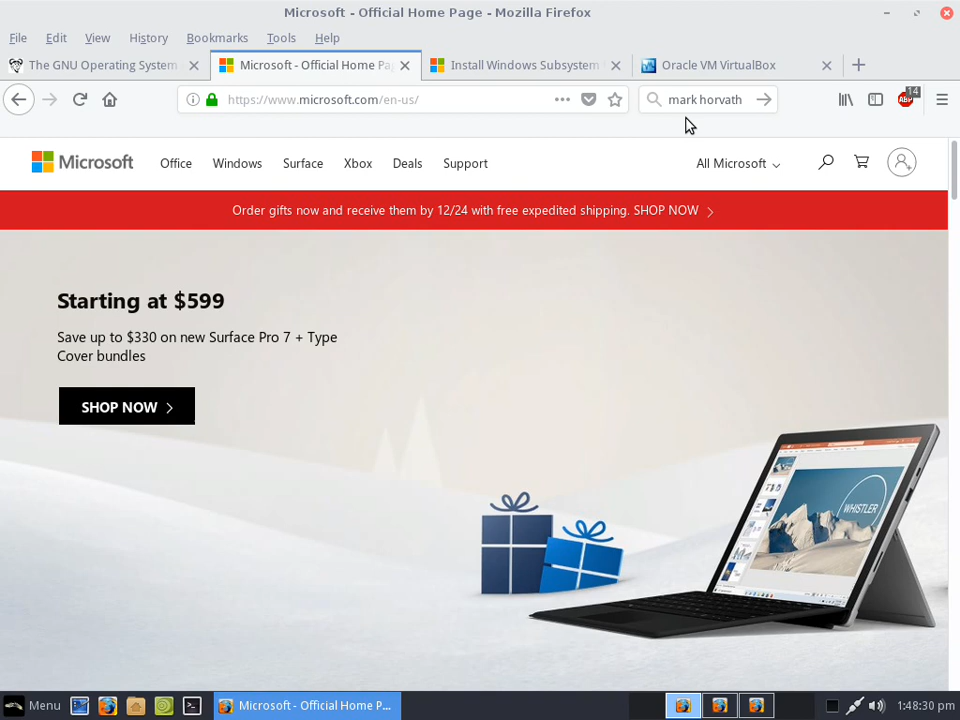 Microsoft - Official Home Page - Mozilla Firefox
File Edit View History Bookmarks Tools Help
The GNU Operating System
Microsoft - Official Home Pa
Install Windows Subsystem
Oracle VM VirtualBox
https://www.microsoft.com/en-us/
mark horvath
ABP
14
Microsoft
Office Windows Surface Xbox Deals Support
All Microsoft
Order gifts now and receive them by 12/24 with free expedited shipping. SHOP NOW
Starting at $599
Save up to $330 on new Surface Pro 7 + Type
Cover bundles
SHOP NOW
WHISTLER
Menu
Microsoft - Official Home P...
1:48:30 pm